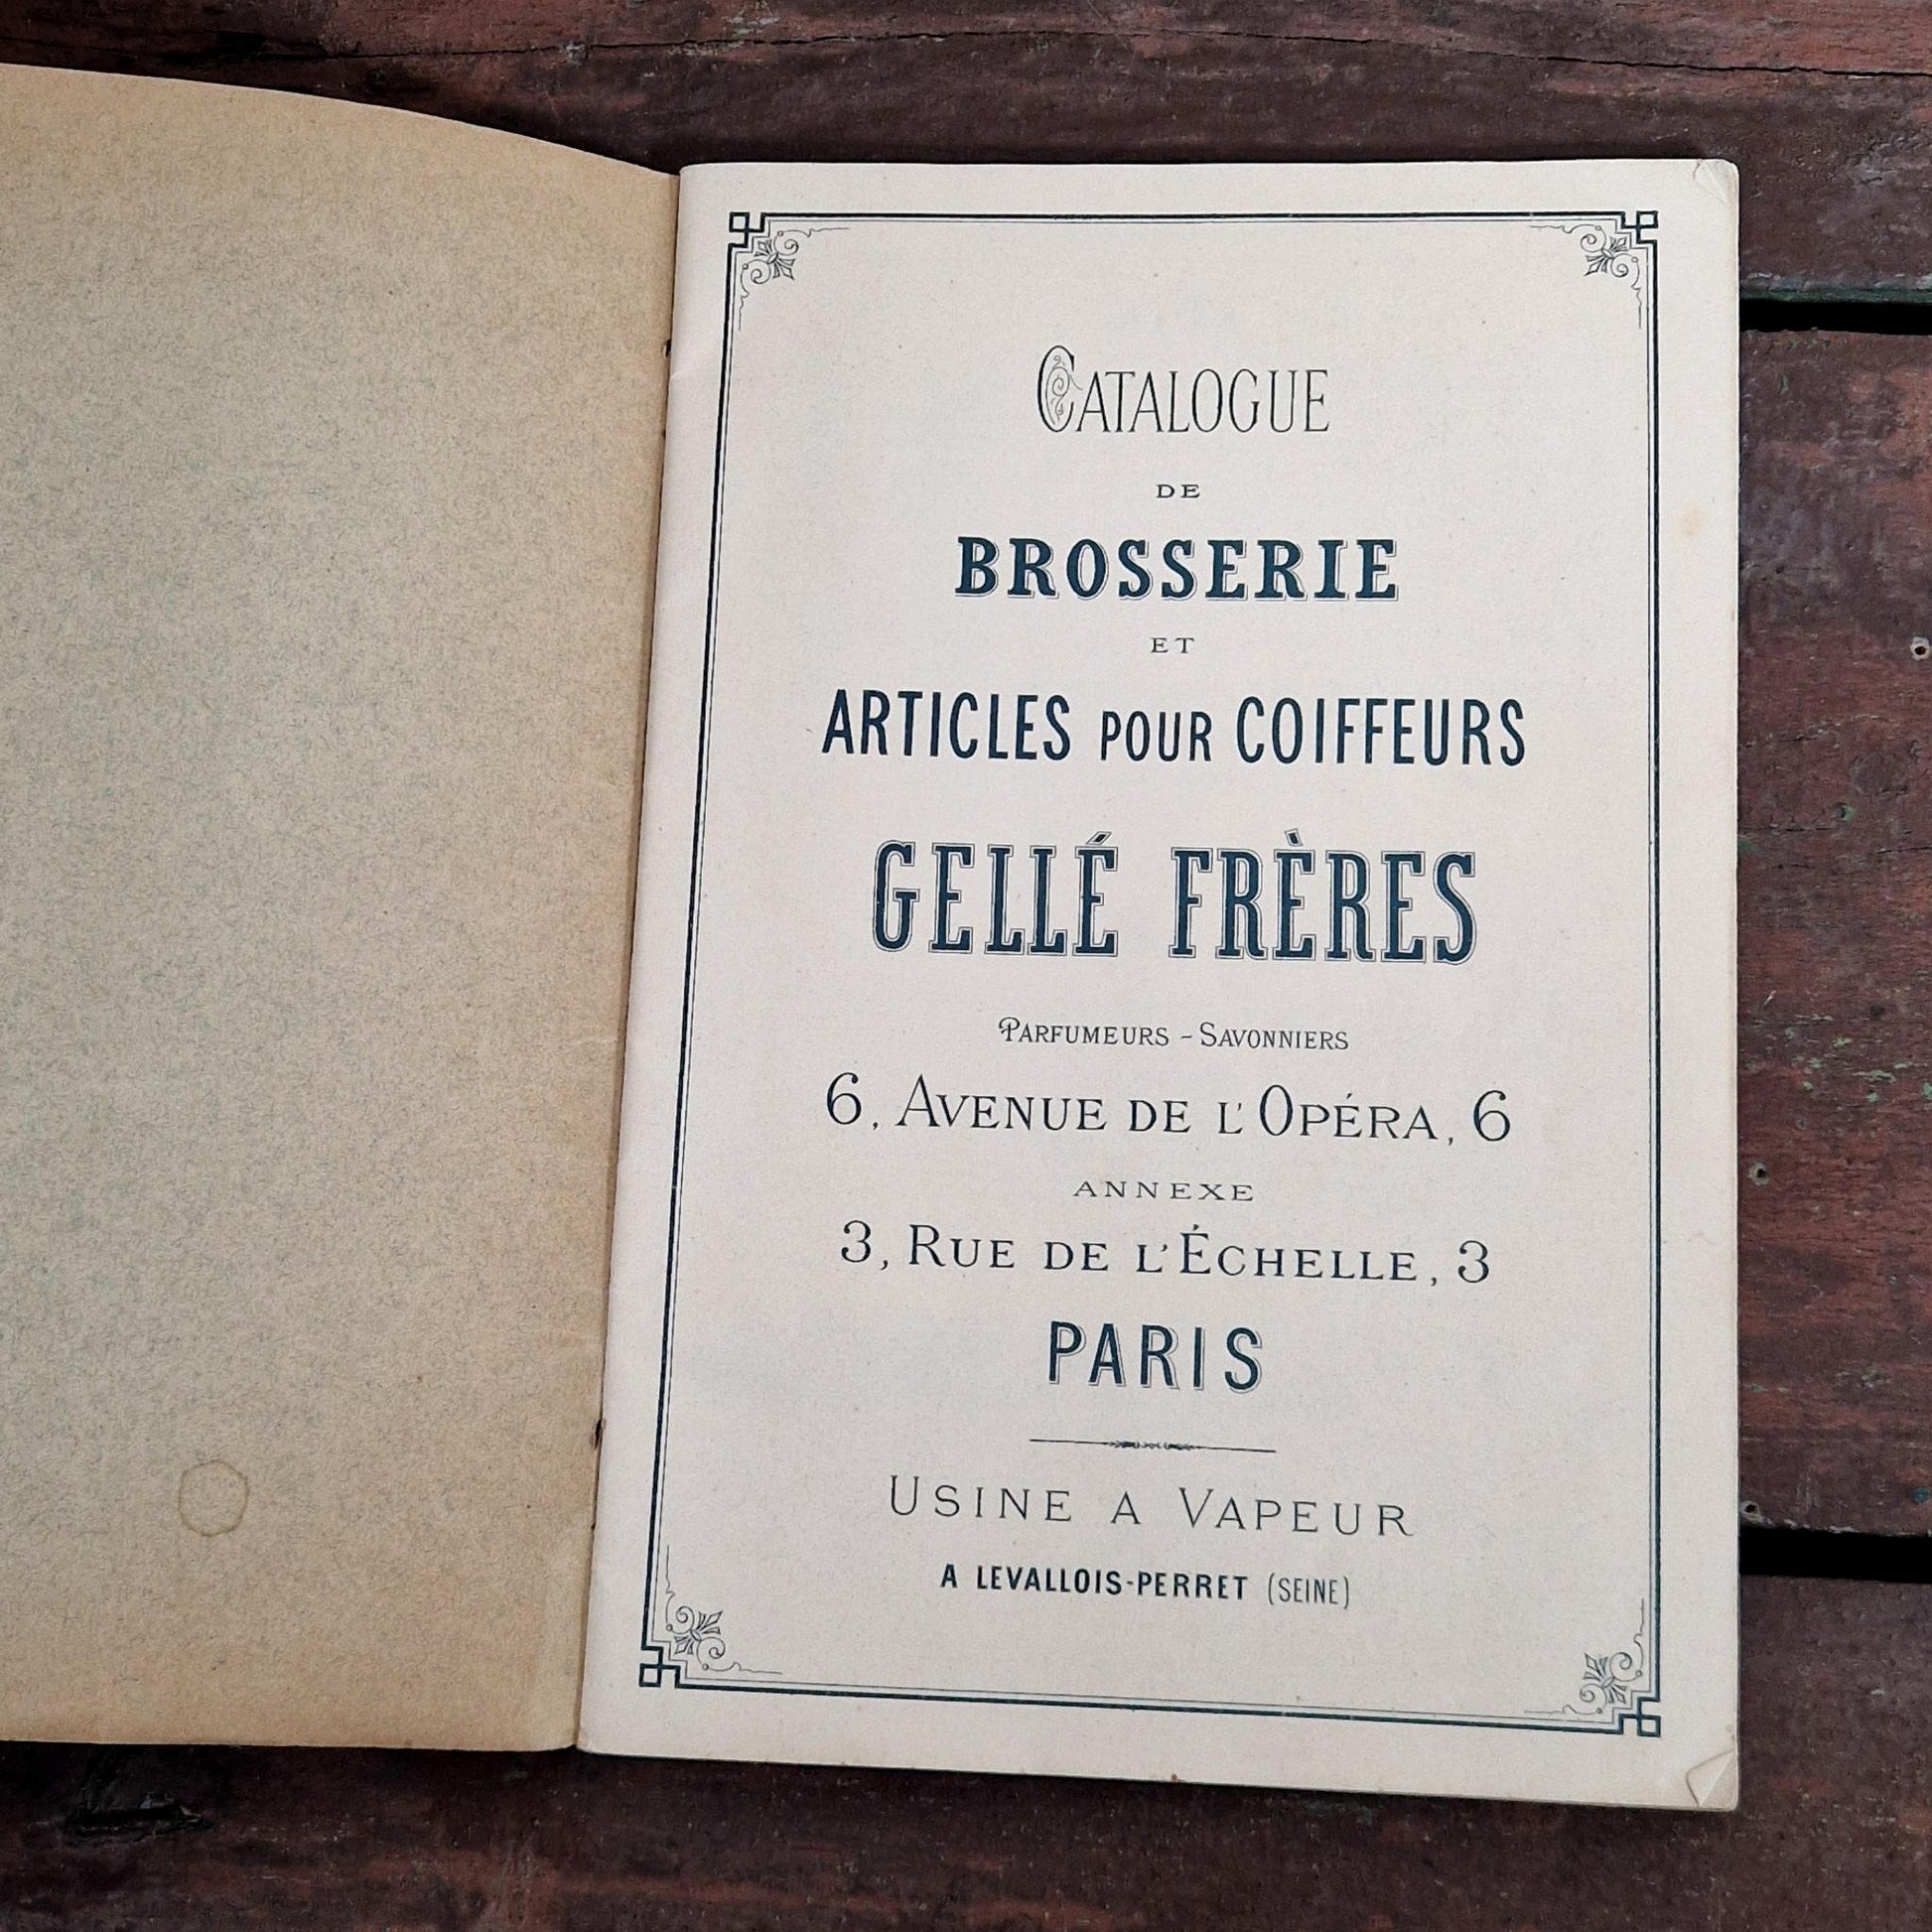 CATALOGUE
DE
BROSSERIE
ET
ARTICLES POUR COIFFEURS
GELLÉ FRÈRES
PARFUMEURS - SAVONNIERS
6, AVENUE DE L'OPÉRA, 6
ANNEXE
3, RUE DE L'ÉCHELLE, 3
PARIS
USINE A VAPEUR
A LEVALLOIS-PERRET (SEINE)